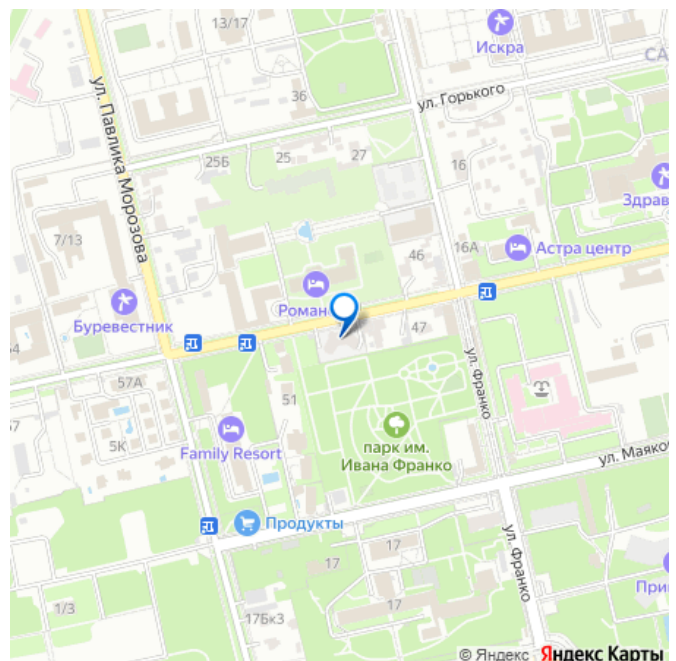 13/17
Искра
СА
36
ул. Горького
ул. Павлика Морозова
25Б
25
27
16
Здрав
7/13
46
16А
Астра центр
Романо
Буревестник
47
57А
51
ул. Франко
5К
Family Resort
парк им.
Ивана Франко
ул. Маяко
Продукты
17
17
ул. Франко
1/3
17
17Бк3
При
© Яндекс Яндекс Карты